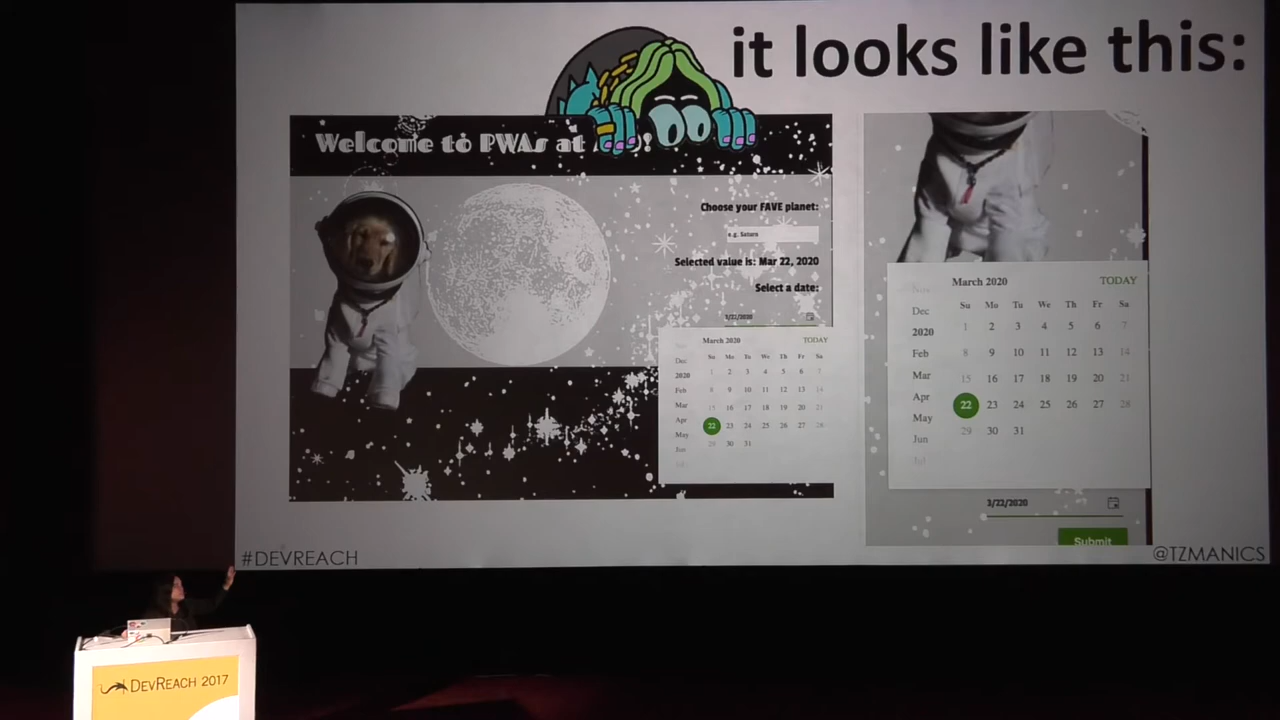 it looks like this:
Welcome to PWAs at
Choose your FAVE planet:
e.g. Saturn
Selected value is: Mar 22, 2020
Select a date:
3/22/2020
March 2020 TODAY
Su Mo Tu We Th Fr Sa
Dec
2020
Feb
Mar
Apr
May
Jun
Jul
1 2 3 4 5 6 7
8 9 10 11 12 13 14
15 16 17 18 19 20 21
22 23 24 25 26 27 28
29 30 31
March 2020 TODAY
Su Mo Tu We Th Fr Sa
Nov
Dec
2020
Feb
Mar
Apr
May
Jun
Jul
1 2 3 4 5 6 7
8 9 10 11 12 13 14
15 16 17 18 19 20 21
22 23 24 25 26 27 28
29 30 31
3/22/2020
Submit
#DEVREACH
@TZMANICS
DEVREACH 2017